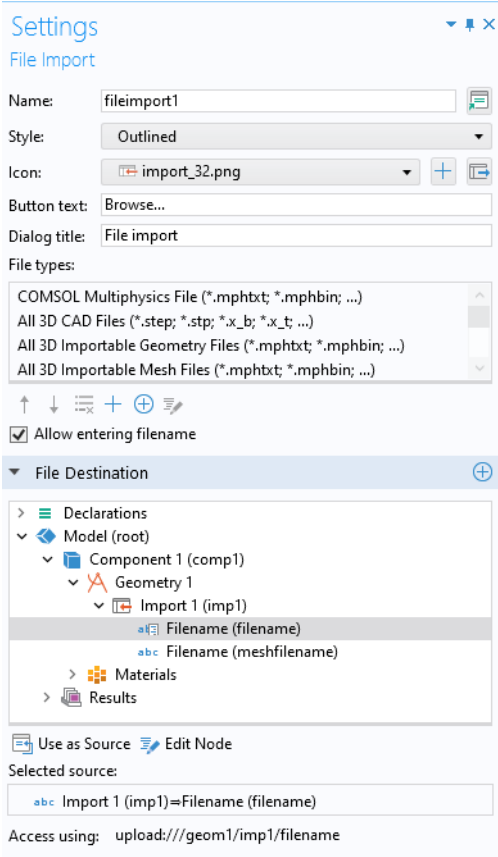 Settings
File Import
Name: fileimport1
Style: Outlined
Icon: import_32.png
Button text: Browse...
Dialog title: File import
File types:
COMSOL Multiphysics File (*.mphtxt; *.mphbin; ...)
All 3D CAD Files (*.step; *.stp; *.x_b; *.x_t; ...)
All 3D Importable Geometry Files (*.mphtxt; *.mphbin; ...)
All 3D Importable Mesh Files (*.mphtxt; *.mphbin; ...)
Allow entering filename
File Destination
Declarations
Model (root)
Component 1 (comp1)
Geometry 1
Import 1 (imp1)
Filename (filename)
abc Filename (meshfilename)
Materials
Results
Use as Source Edit Node
Selected source:
abc Import 1 (imp1)⇒Filename (filename)
Access using: upload:///geom1/imp1/filename